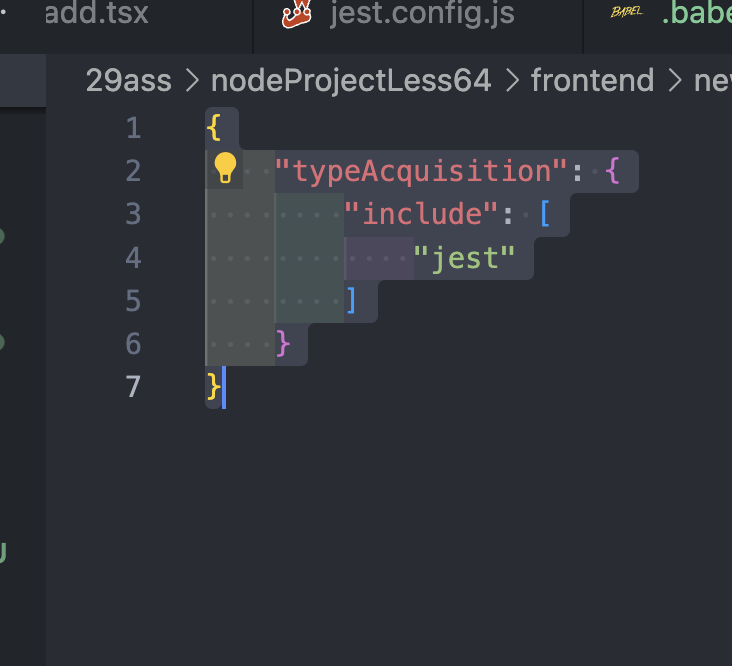 add.tsx jest.config.js BABEL .babe
29ass > nodeProjectLess64 > frontend > nev
1 {
2 "typeAcquisition": {
3 "include": [
4 "jest"
5 ]
6 }
7 }